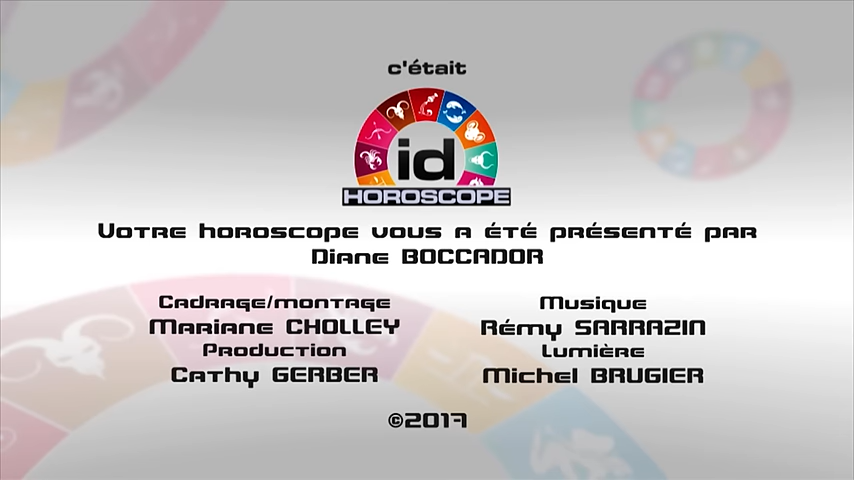 c'était
id
HOROSCOPE
Votre horoscope vous a été présenté par
Diane BOCCADOR
Cadrage/montage
Mariane CHOLLEY
Production
Cathy GERBER
Musique
Rémy SARRAZIN
Lumière
Michel BRUGIER
©2017